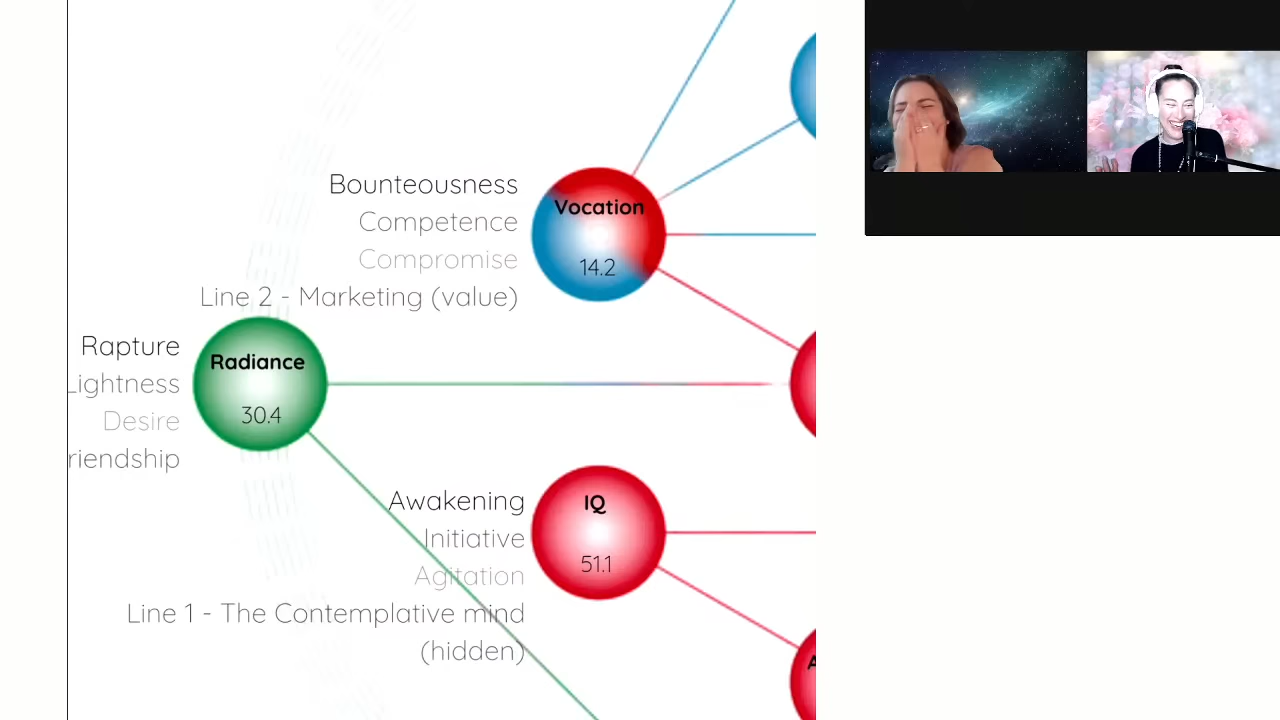 Bounteousness
Competence
Compromise
Line 2 - Marketing (value)
Vocation
14.2
Rapture
Lightness
Desire
riendship
Radiance
30.4
Awakening
Initiative
Agitation
Line 1 - The Contemplative mind
(hidden)
IQ
51.1
A